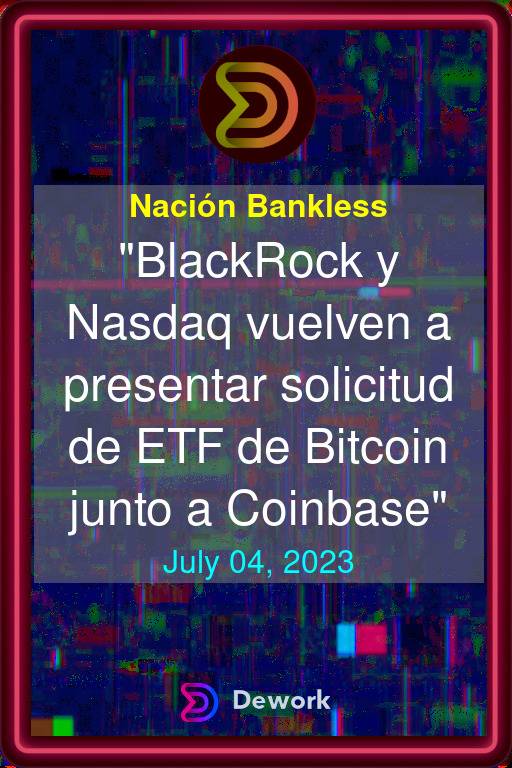 Nación Bankless
"BlackRock y
Nasdaq vuelven a
presentar solicitud
de ETF de Bitcoin
junto a Coinbase"
July 04, 2023
Dework